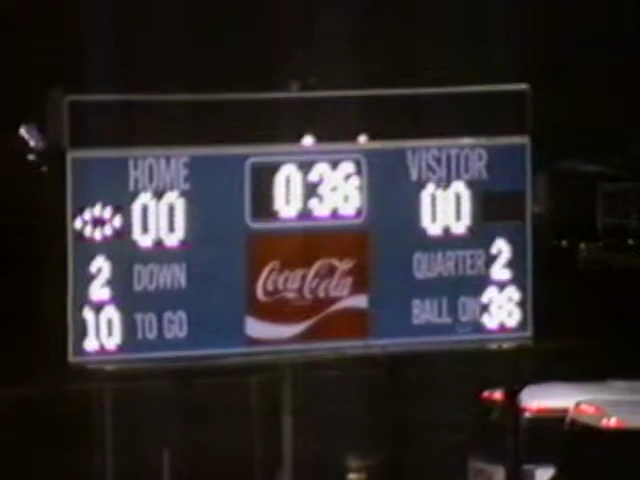 HOME
0 36
VISITOR
00
00
2 DOWN
Coca-Cola
QUARTER 2
10 TO GO
BALL ON 36